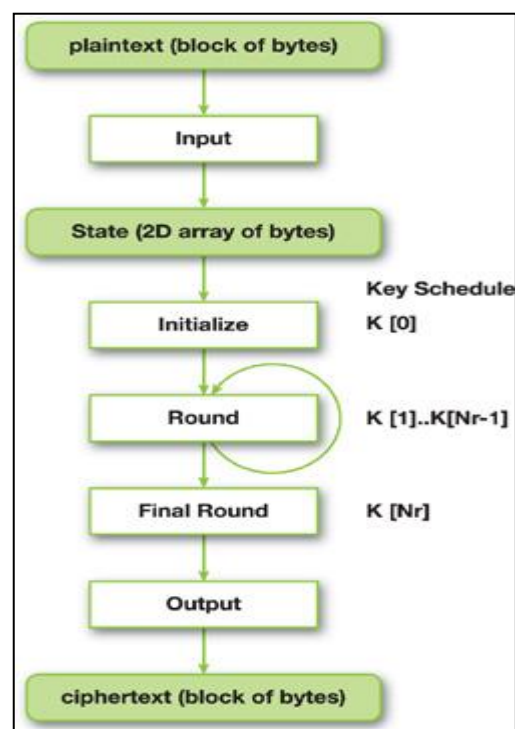 plaintext (block of bytes)
Input
State (2D array of bytes)
Key Schedule
Initialize
K [0]
Round
K [1]..K[Nr-1]
Final Round
K [Nr]
Output
ciphertext (block of bytes)